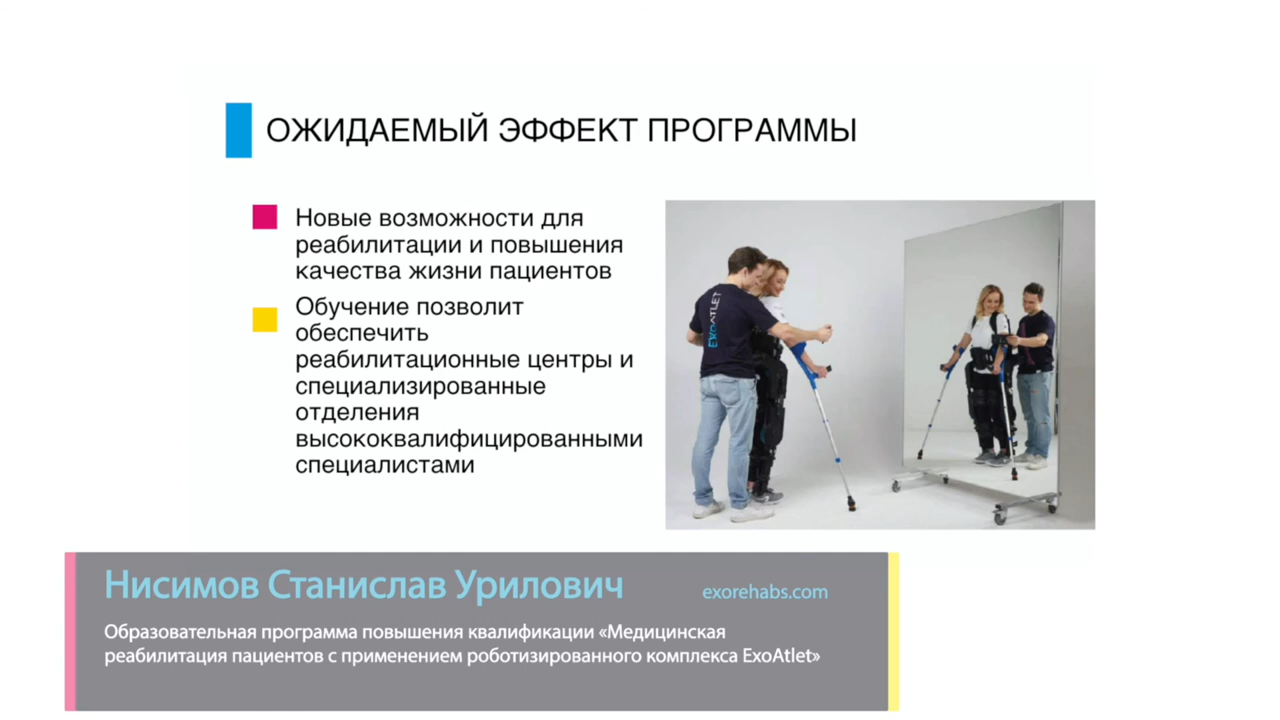 ОЖИДАЕМЫЙ ЭФФЕКТ ПРОГРАММЫ
Новые возможности для
реабилитации и повышения
качества жизни пациентов
Обучение позволит
обеспечить
реабилитационные центры и
специализированные
отделения
высококвалифицированными
специалистами
EXOATLET
Нисимов Станислав Урилович
exorehabs.com
Образовательная программа повышения квалификации «Медицинская
реабилитация пациентов с применением роботизированного комплекса ExoAtlet»